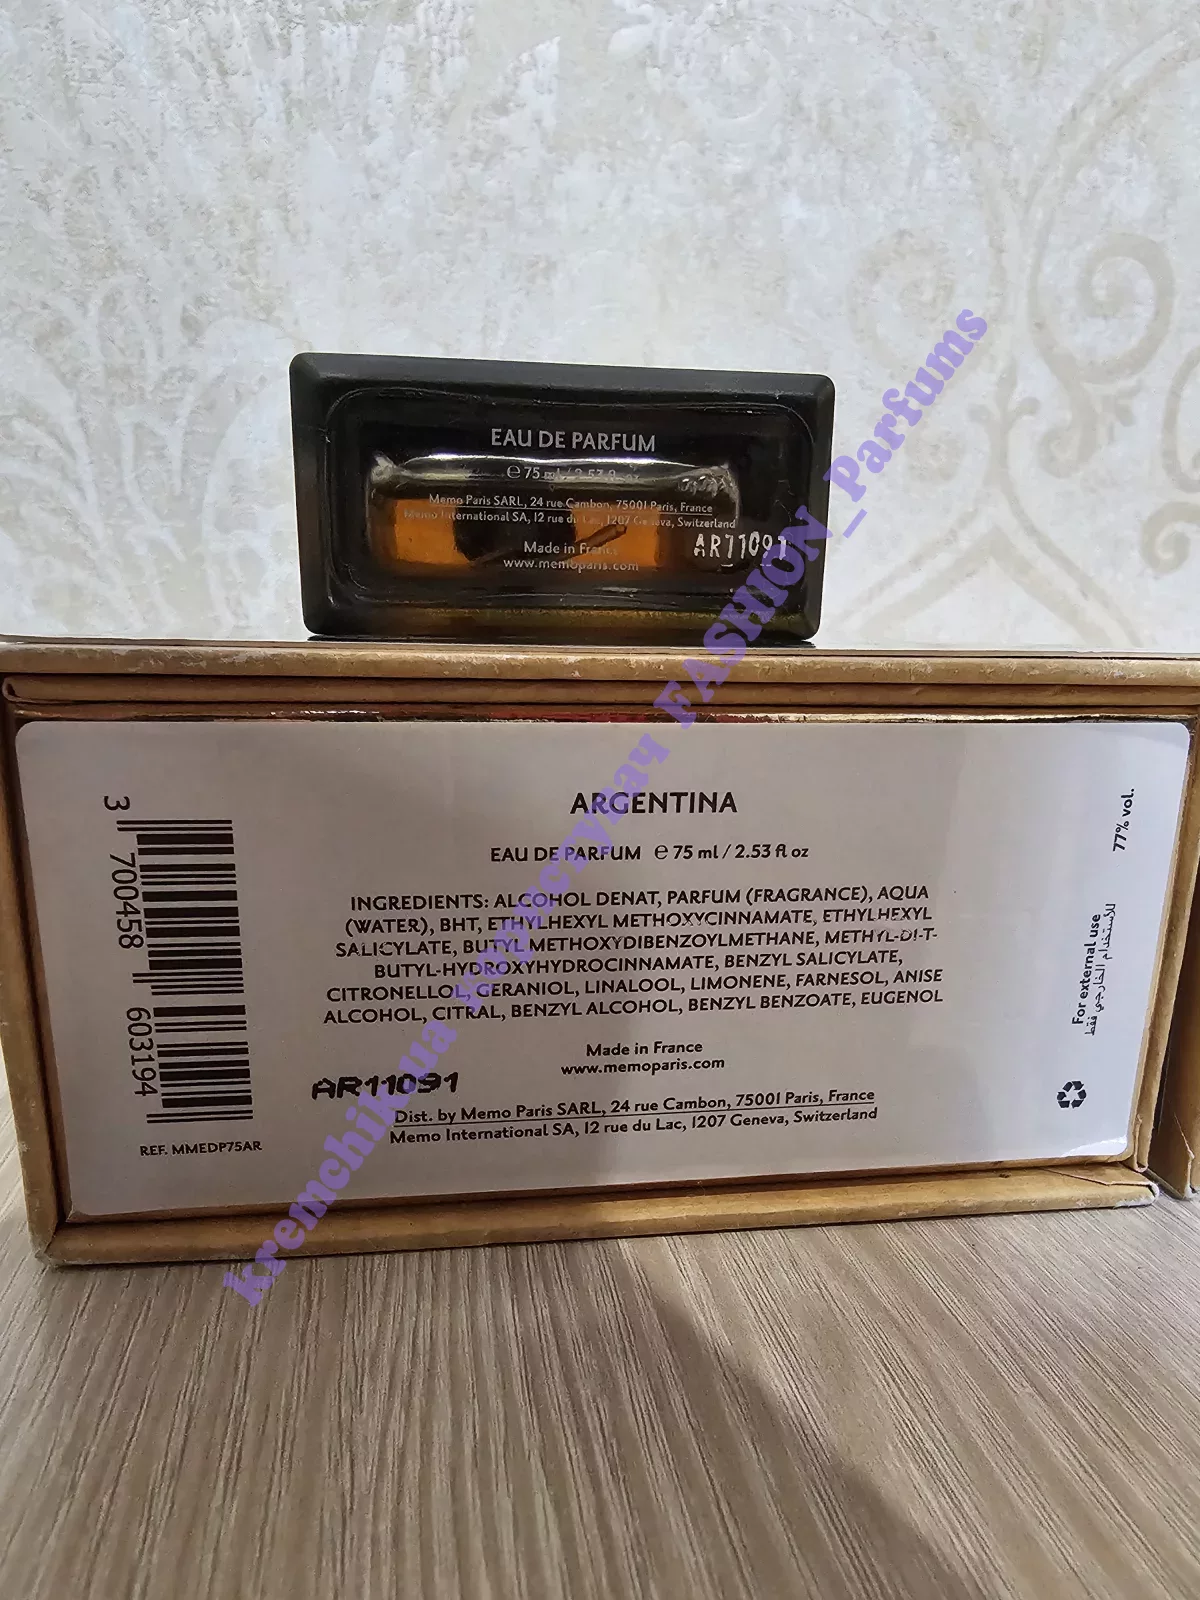 EAU DE PARFUM
℮ 75 ml / 2.53 fl oz
Memo Paris SARL, 24 rue Cambon, 75001 Paris, France
Memo International SA, 12 rue du Lac, 1207 Geneva, Switzerland
Made in France
www.memoparis.com
AR11091
ARGENTINA
EAU DE PARFUM ℮ 75 ml / 2.53 fl oz
INGREDIENTS: ALCOHOL DENAT, PARFUM (FRAGRANCE), AQUA
(WATER), BHT, ETHYLHEXYL METHOXYCINNAMATE, ETHYLHEXYL
SALICYLATE, BUTYL METHOXYDIBENZOYLMETHANE, METHYL-DI-T-
BUTYL-HYDROXYHYDROCINNAMATE, BENZYL SALICYLATE,
CITRONELLOL, GERANIOL, LINALOOL, LIMONENE, FARNESOL, ANISE
ALCOHOL, CITRAL, BENZYL ALCOHOL, BENZYL BENZOATE, EUGENOL
Made in France
www.memoparis.com
AR11091
Dist. by Memo Paris SARL, 24 rue Cambon, 75001 Paris, France
Memo International SA, 12 rue du Lac, 1207 Geneva, Switzerland
3 700458 603194
REF. MMEDP75AR
77% vol.
For external use
للاستخدام الخارجي فقط
kremchik.ua FASHION_Parfums